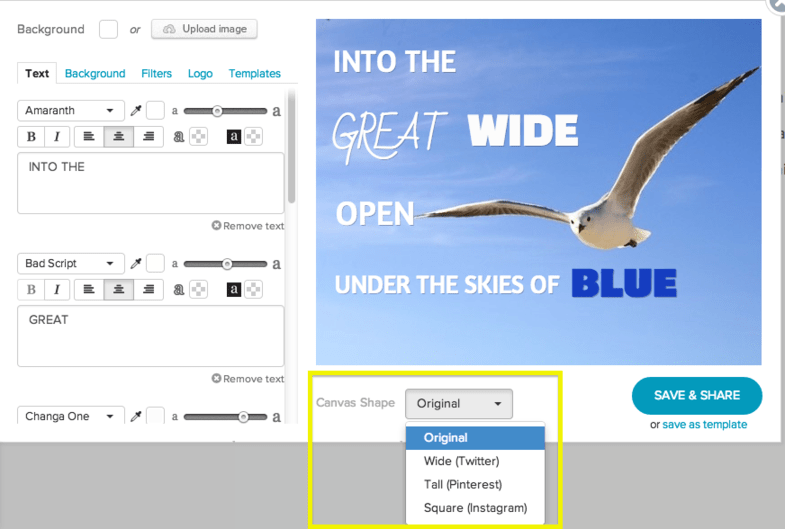 Background or Upload image
Text Background Filters Logo Templates
Amaranth a a
B I a a
INTO THE
Remove text
Bad Script a a
B I a a
GREAT
Remove text
Changa One a a
INTO THE
GREAT WIDE
OPEN
UNDER THE SKIES OF BLUE
Canvas Shape Original
Original
Wide (Twitter)
Tall (Pinterest)
Square (Instagram)
SAVE & SHARE
or save as template